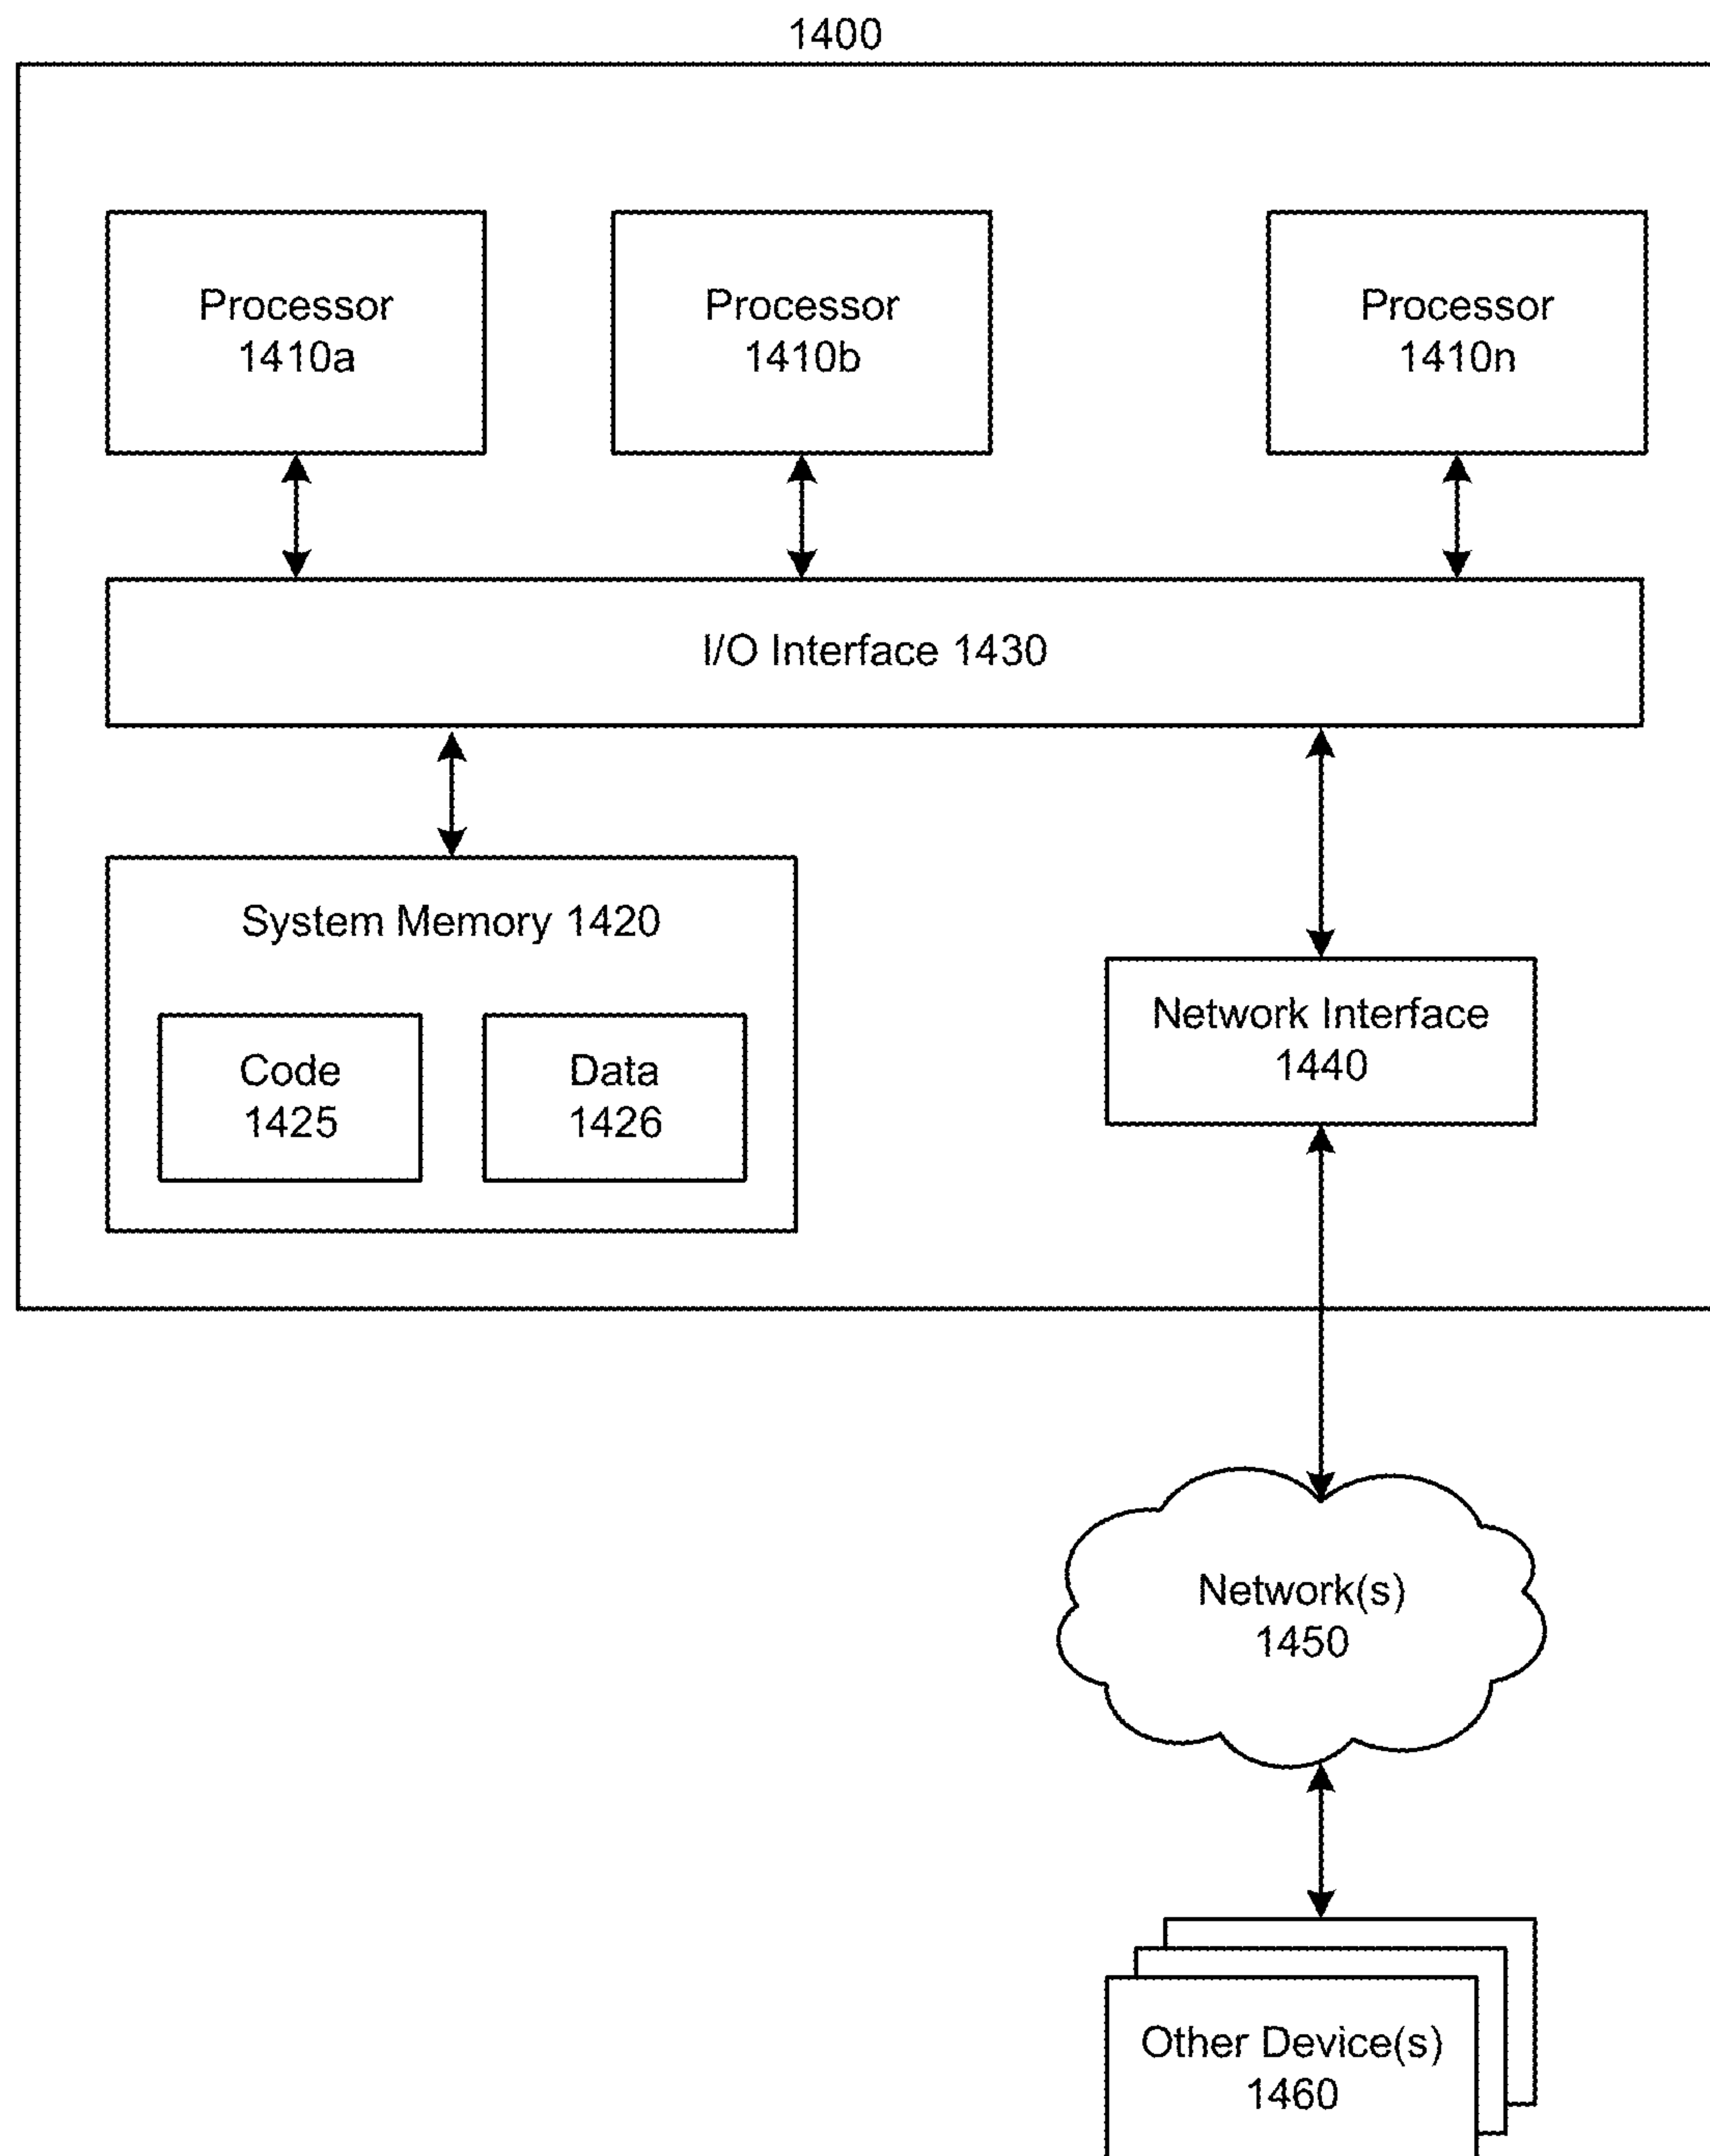 1400
Processor
1410a
Processor
1410b
Processor
1410n
I/O Interface 1430
System Memory 1420
Code
1425
Data
1426
Network Interface
1440
Network(s)
1450
Other Device(s)
1460